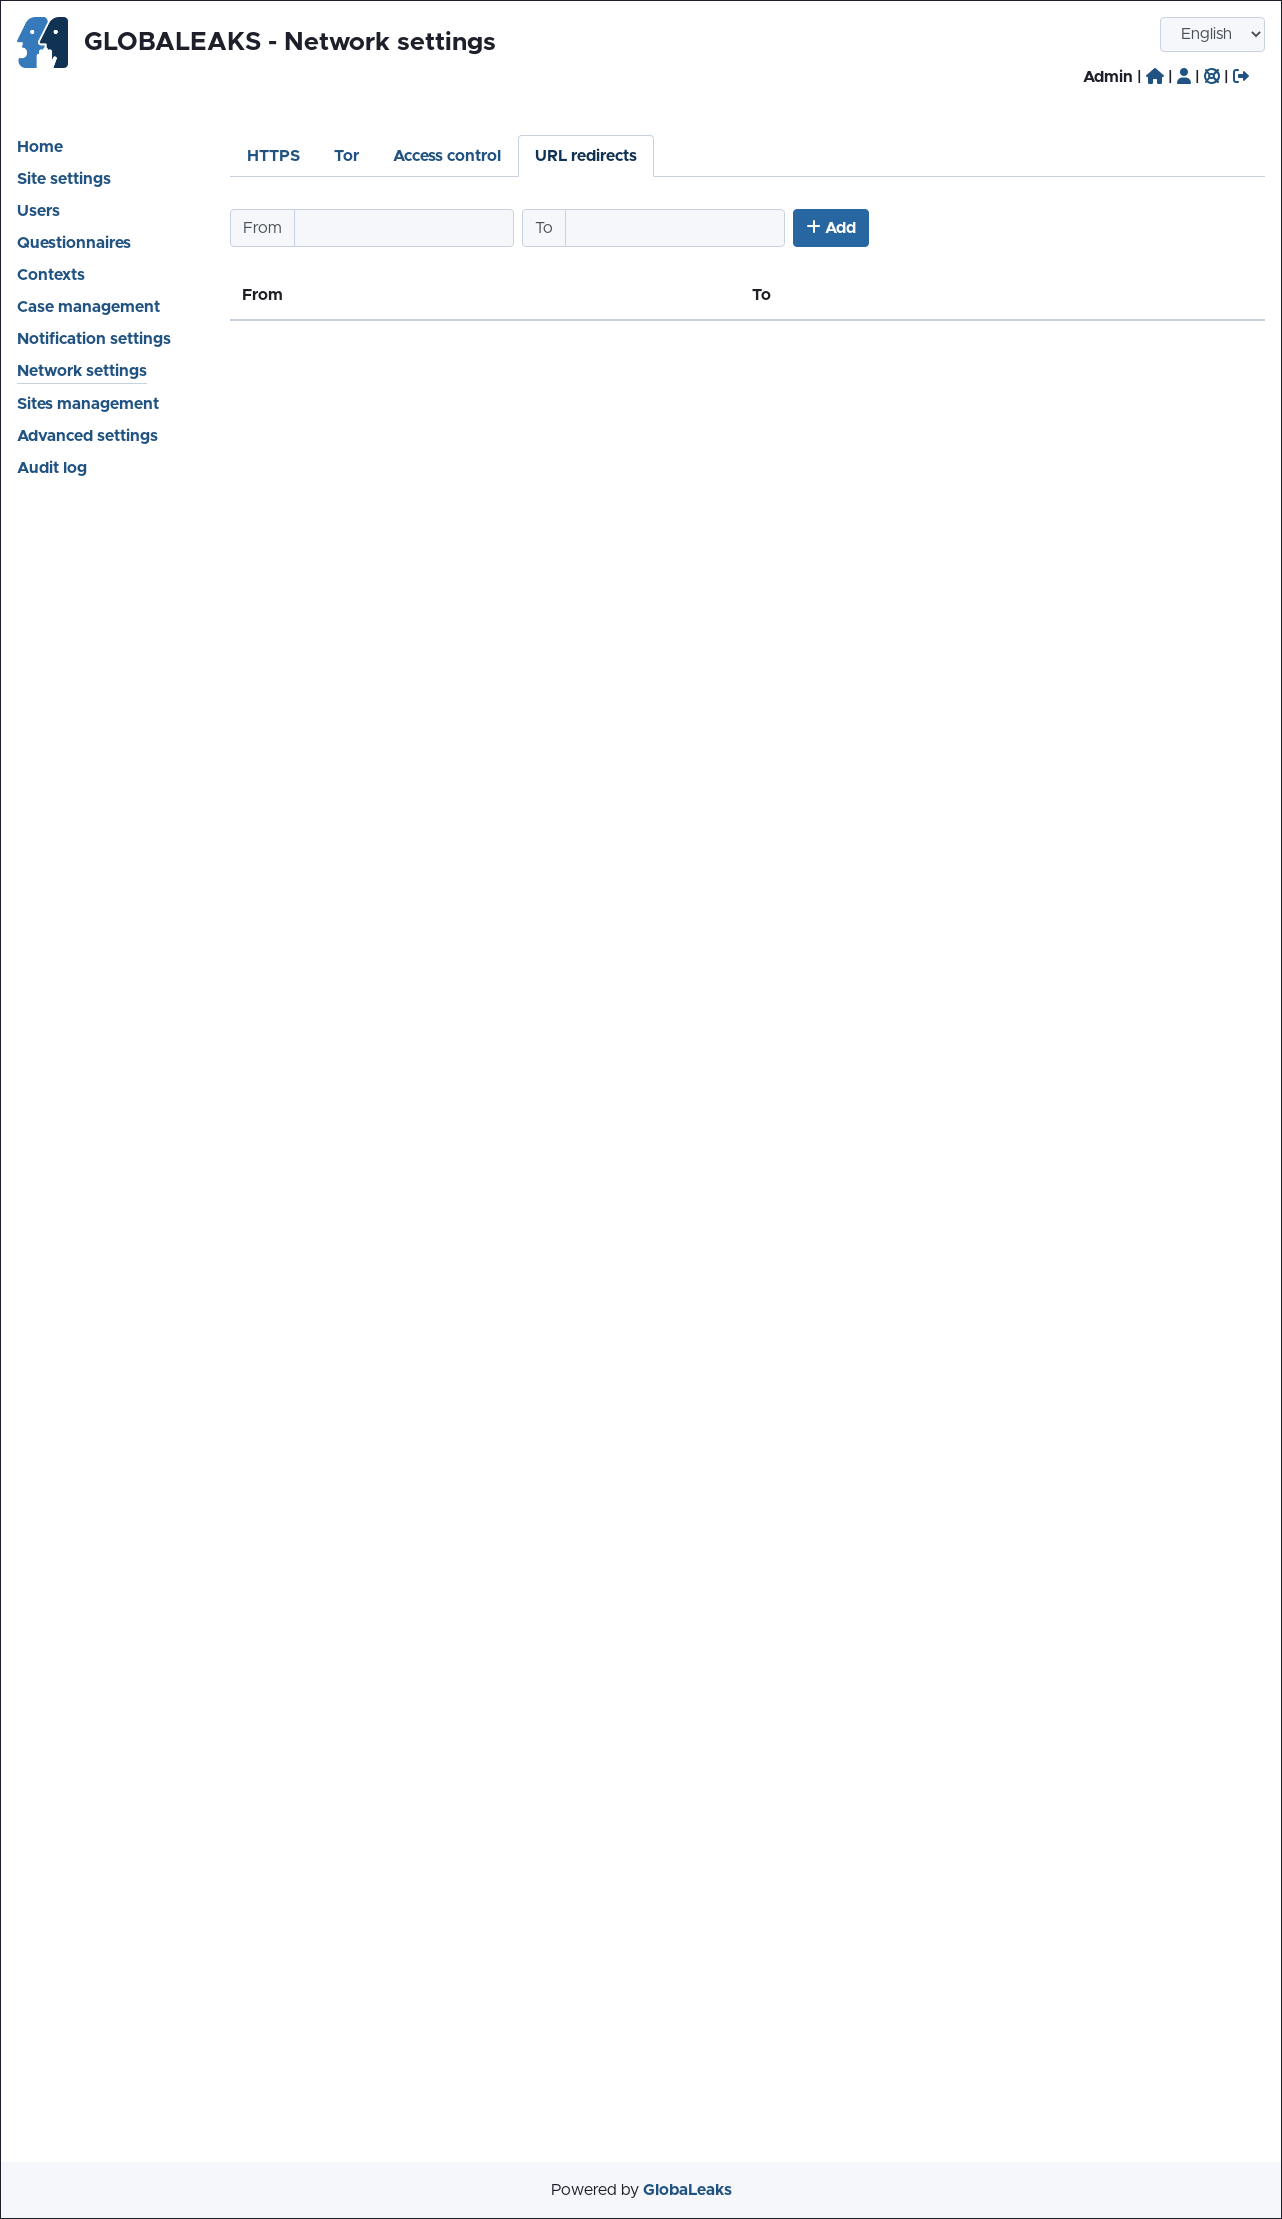 GLOBALEAKS - Network settings
English
Admin | | | |
Home
Site settings
Users
Questionnaires
Contexts
Case management
Notification settings
Network settings
Sites management
Advanced settings
Audit log
HTTPS Tor Access control URL redirects
From To Add
From To
Powered by GlobaLeaks